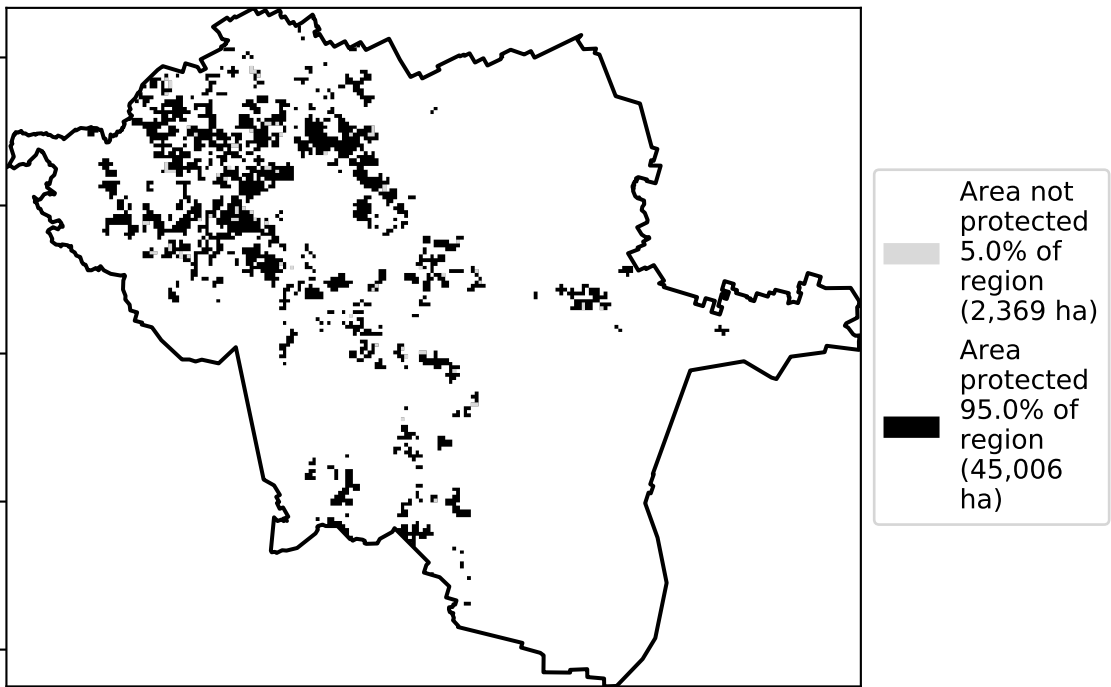 Area not
protected
5.0% of
region
(2,369 ha)
Area
protected
95.0% of
region
(45,006
ha)